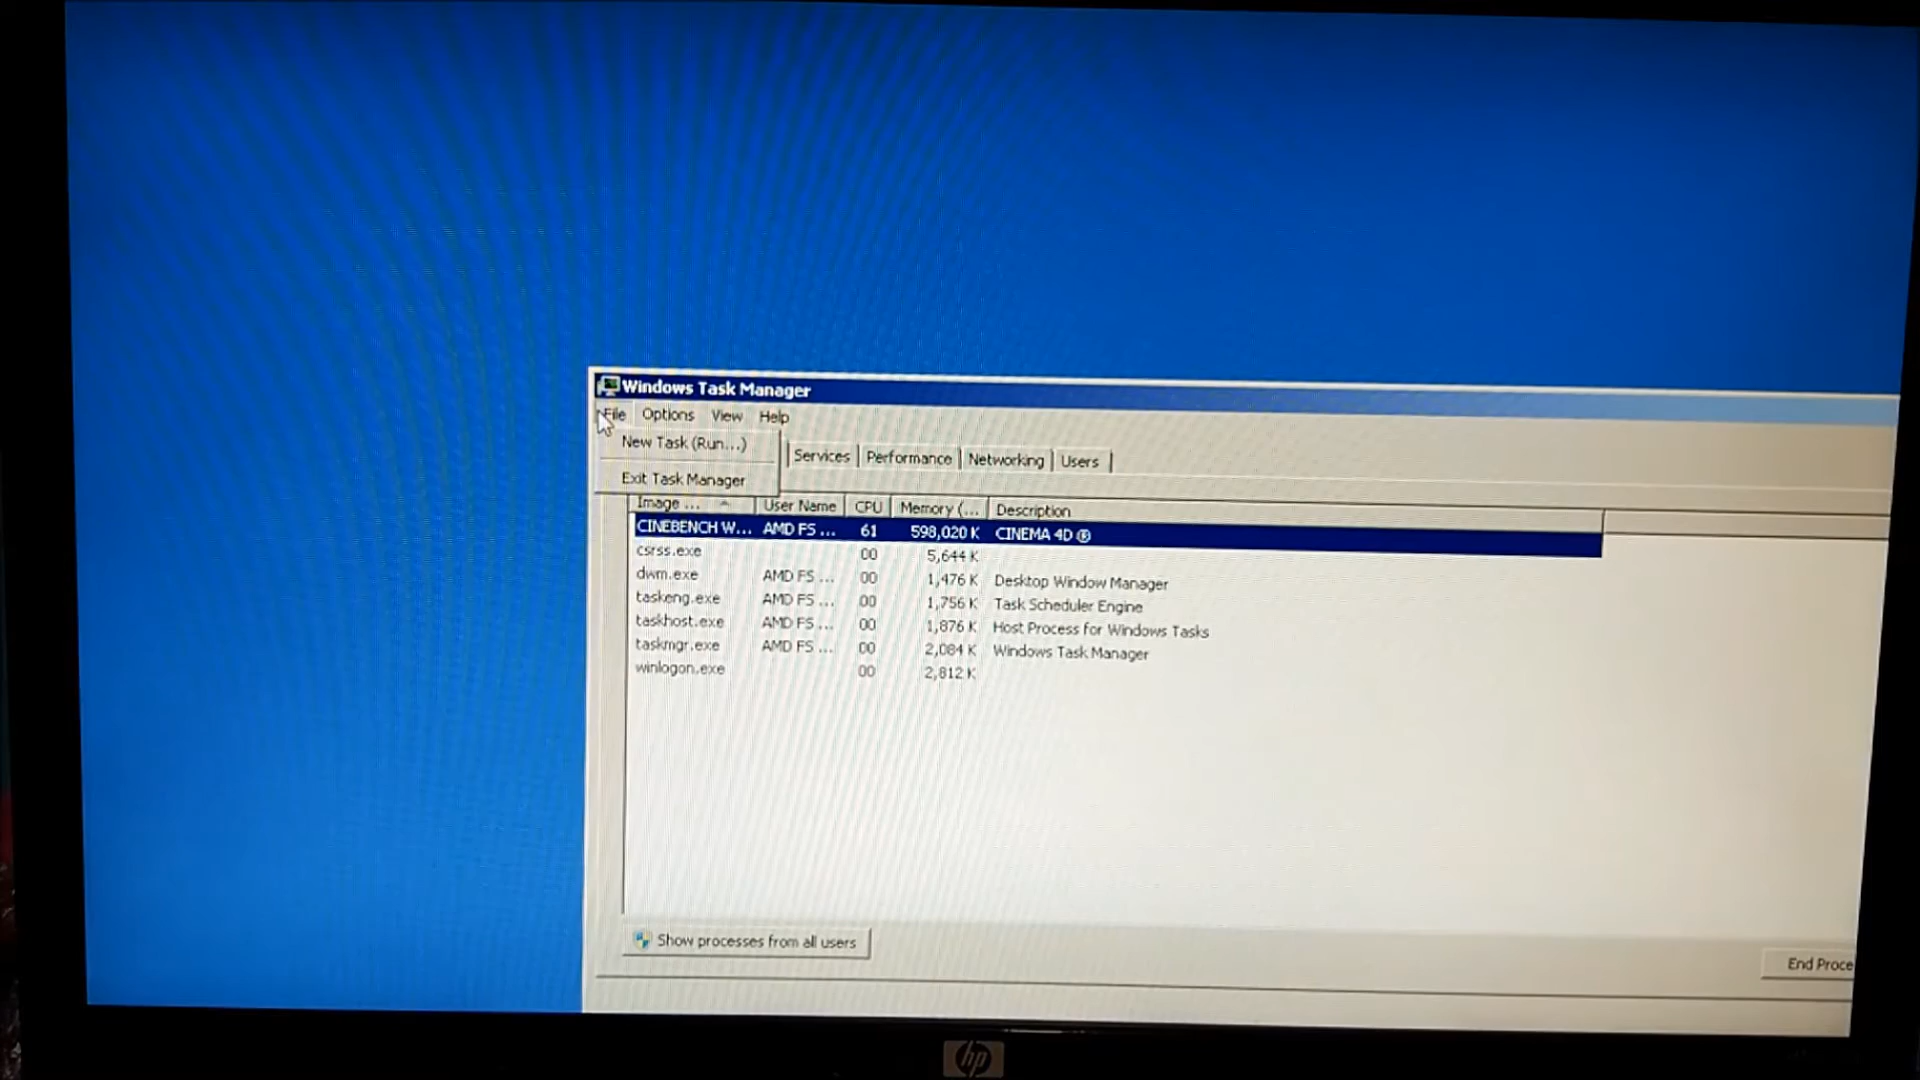 Windows Task Manager
File Options View Help
New Task (Run...)
Exit Task Manager
Services Performance Networking Users
Image ... User Name CPU Memory (... Description
CINEBENCH W... AMD FS ... 61 598,020 K CINEMA 4D ®
csrss.exe 00 5,644 K
dwm.exe AMD FS ... 00 1,476 K Desktop Window Manager
taskeng.exe AMD FS ... 00 1,756 K Task Scheduler Engine
taskhost.exe AMD FS ... 00 1,876 K Host Process for Windows Tasks
taskmgr.exe AMD FS ... 00 2,084 K Windows Task Manager
winlogon.exe 00 2,812 K
Show processes from all users
End Proce
hp